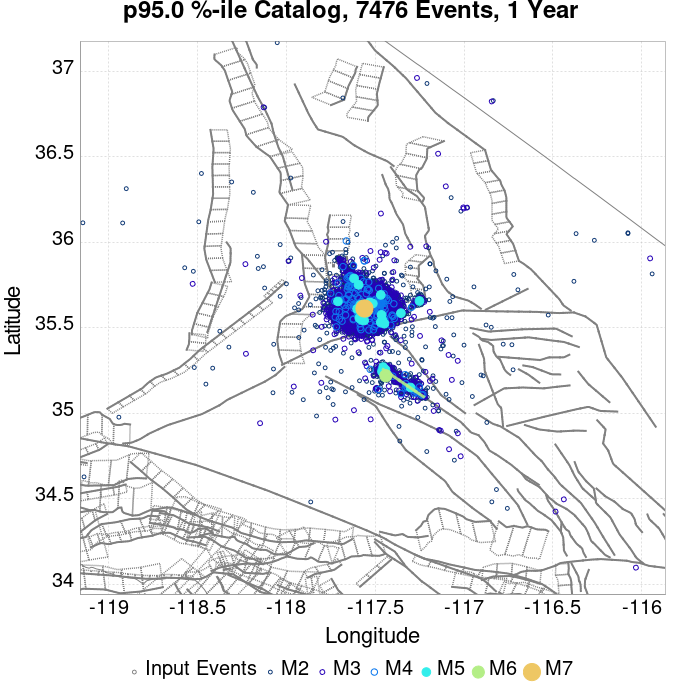 p95.0 %-ile Catalog, 7476 Events, 1 Year
37
36.5
36
35.5
35
34.5
34
Latitude
-119 -118.5 -118 -117.5 -117 -116.5 -116
Longitude
Input Events M2 M3 M4 M5 M6 M7